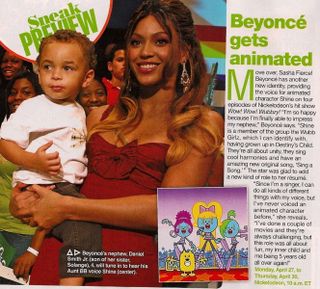 Sneak
PREVIEW
Beyoncé
gets
animated
Move over, Sasha Fierce!
Beyoncé has another
new identity, providing
the voice for animated
character Shine on four
episodes of Nickelodeon's hit show
Wow! Wow! Wubbzy! "I'm so happy
because I'm finally able to impress
my nephew," Beyoncé says. "Shine
is a member of the group the Wubb
Girlz, which I can identify with,
having grown up in Destiny's Child.
They're all about unity, they sing
cool harmonies and have an
amazing new original song, 'Sing a
Song.'" The star was glad to add
a new kind of role to her résumé.
"Since I'm a singer, I can
do all kinds of different
things with my voice, but
I've never voiced an
animated character
before," she reveals.
"I've done a couple of
movies and they're
always challenging, but
this role was all about
fun, my inner child and
me being 5 years old
all over again!"
Monday, April 27, to
Thursday, April 30,
Nickelodeon, 10 a.m. ET
Beyoncé's nephew, Daniel
Smith Jr. (son of her sister,
Solange), 4, will tune in to hear his
Aunt BB voice Shine (center).